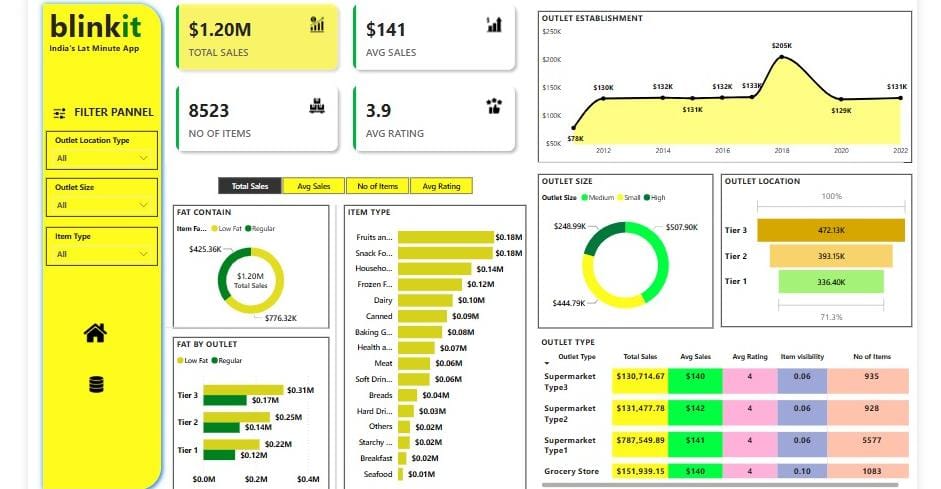 blinkit
India's Lat Minute App
FILTER PANNEL
Outlet Location Type
All
Outlet Size
All
Item Type
All
$1.20M
TOTAL SALES
$141
AVG SALES
8523
NO OF ITEMS
3.9
AVG RATING
Total Sales
Avg Sales
No of Items
Avg Rating
FAT CONTAIN
Item Fa... Low Fat Regular
$425.36K
$1.20M
Total Sales
$776.32K
FAT BY OUTLET
Low Fat Regular
Tier 3 $0.31M
$0.17M
Tier 2 $0.25M
$0.14M
Tier 1 $0.22M
$0.12M
$0.0M $0.2M $0.4M
ITEM TYPE
Fruits an... $0.18M
Snack Fo... $0.18M
Househo... $0.14M
Frozen F... $0.12M
Dairy $0.10M
Canned $0.09M
Baking G... $0.08M
Health a... $0.07M
Meat $0.06M
Soft Drin... $0.06M
Breads $0.04M
Hard Dri... $0.03M
Others $0.02M
Starchy ... $0.02M
Breakfast $0.02M
Seafood $0.01M
OUTLET ESTABLISHMENT
$250K
$200K
$150K
$100K
$50K
$78K
$130K
$132K
$131K
$132K
$133K
$205K
$129K
$131K
2012 2014 2016 2018 2020 2022
OUTLET SIZE
Outlet Size Medium Small High
$248.99K
$507.90K
$444.79K
OUTLET LOCATION
100%
Tier 3 472.13K
Tier 2 393.15K
Tier 1 336.40K
71.3%
OUTLET TYPE
Outlet Type Total Sales Avg Sales Avg Rating Item visibility No of Items
Supermarket Type3 $130,714.67 $140 4 0.06 935
Supermarket Type2 $131,477.78 $142 4 0.06 928
Supermarket Type1 $787,549.89 $141 4 0.06 5577
Grocery Store $151,939.15 $140 4 0.10 1083